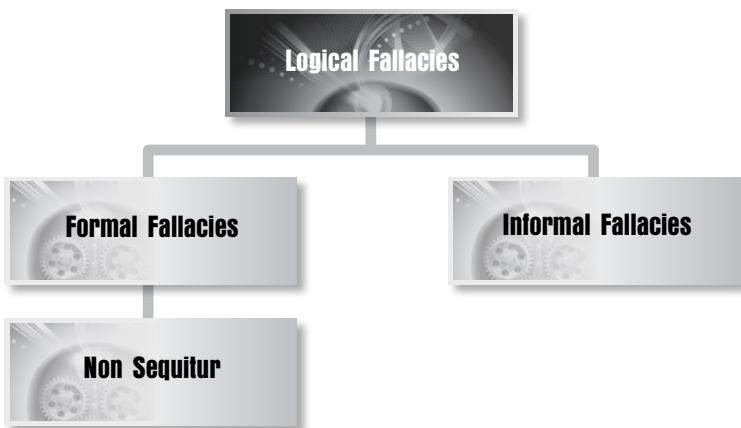 Logical Fallacies
Formal Fallacies
Informal Fallacies
Non Sequitur